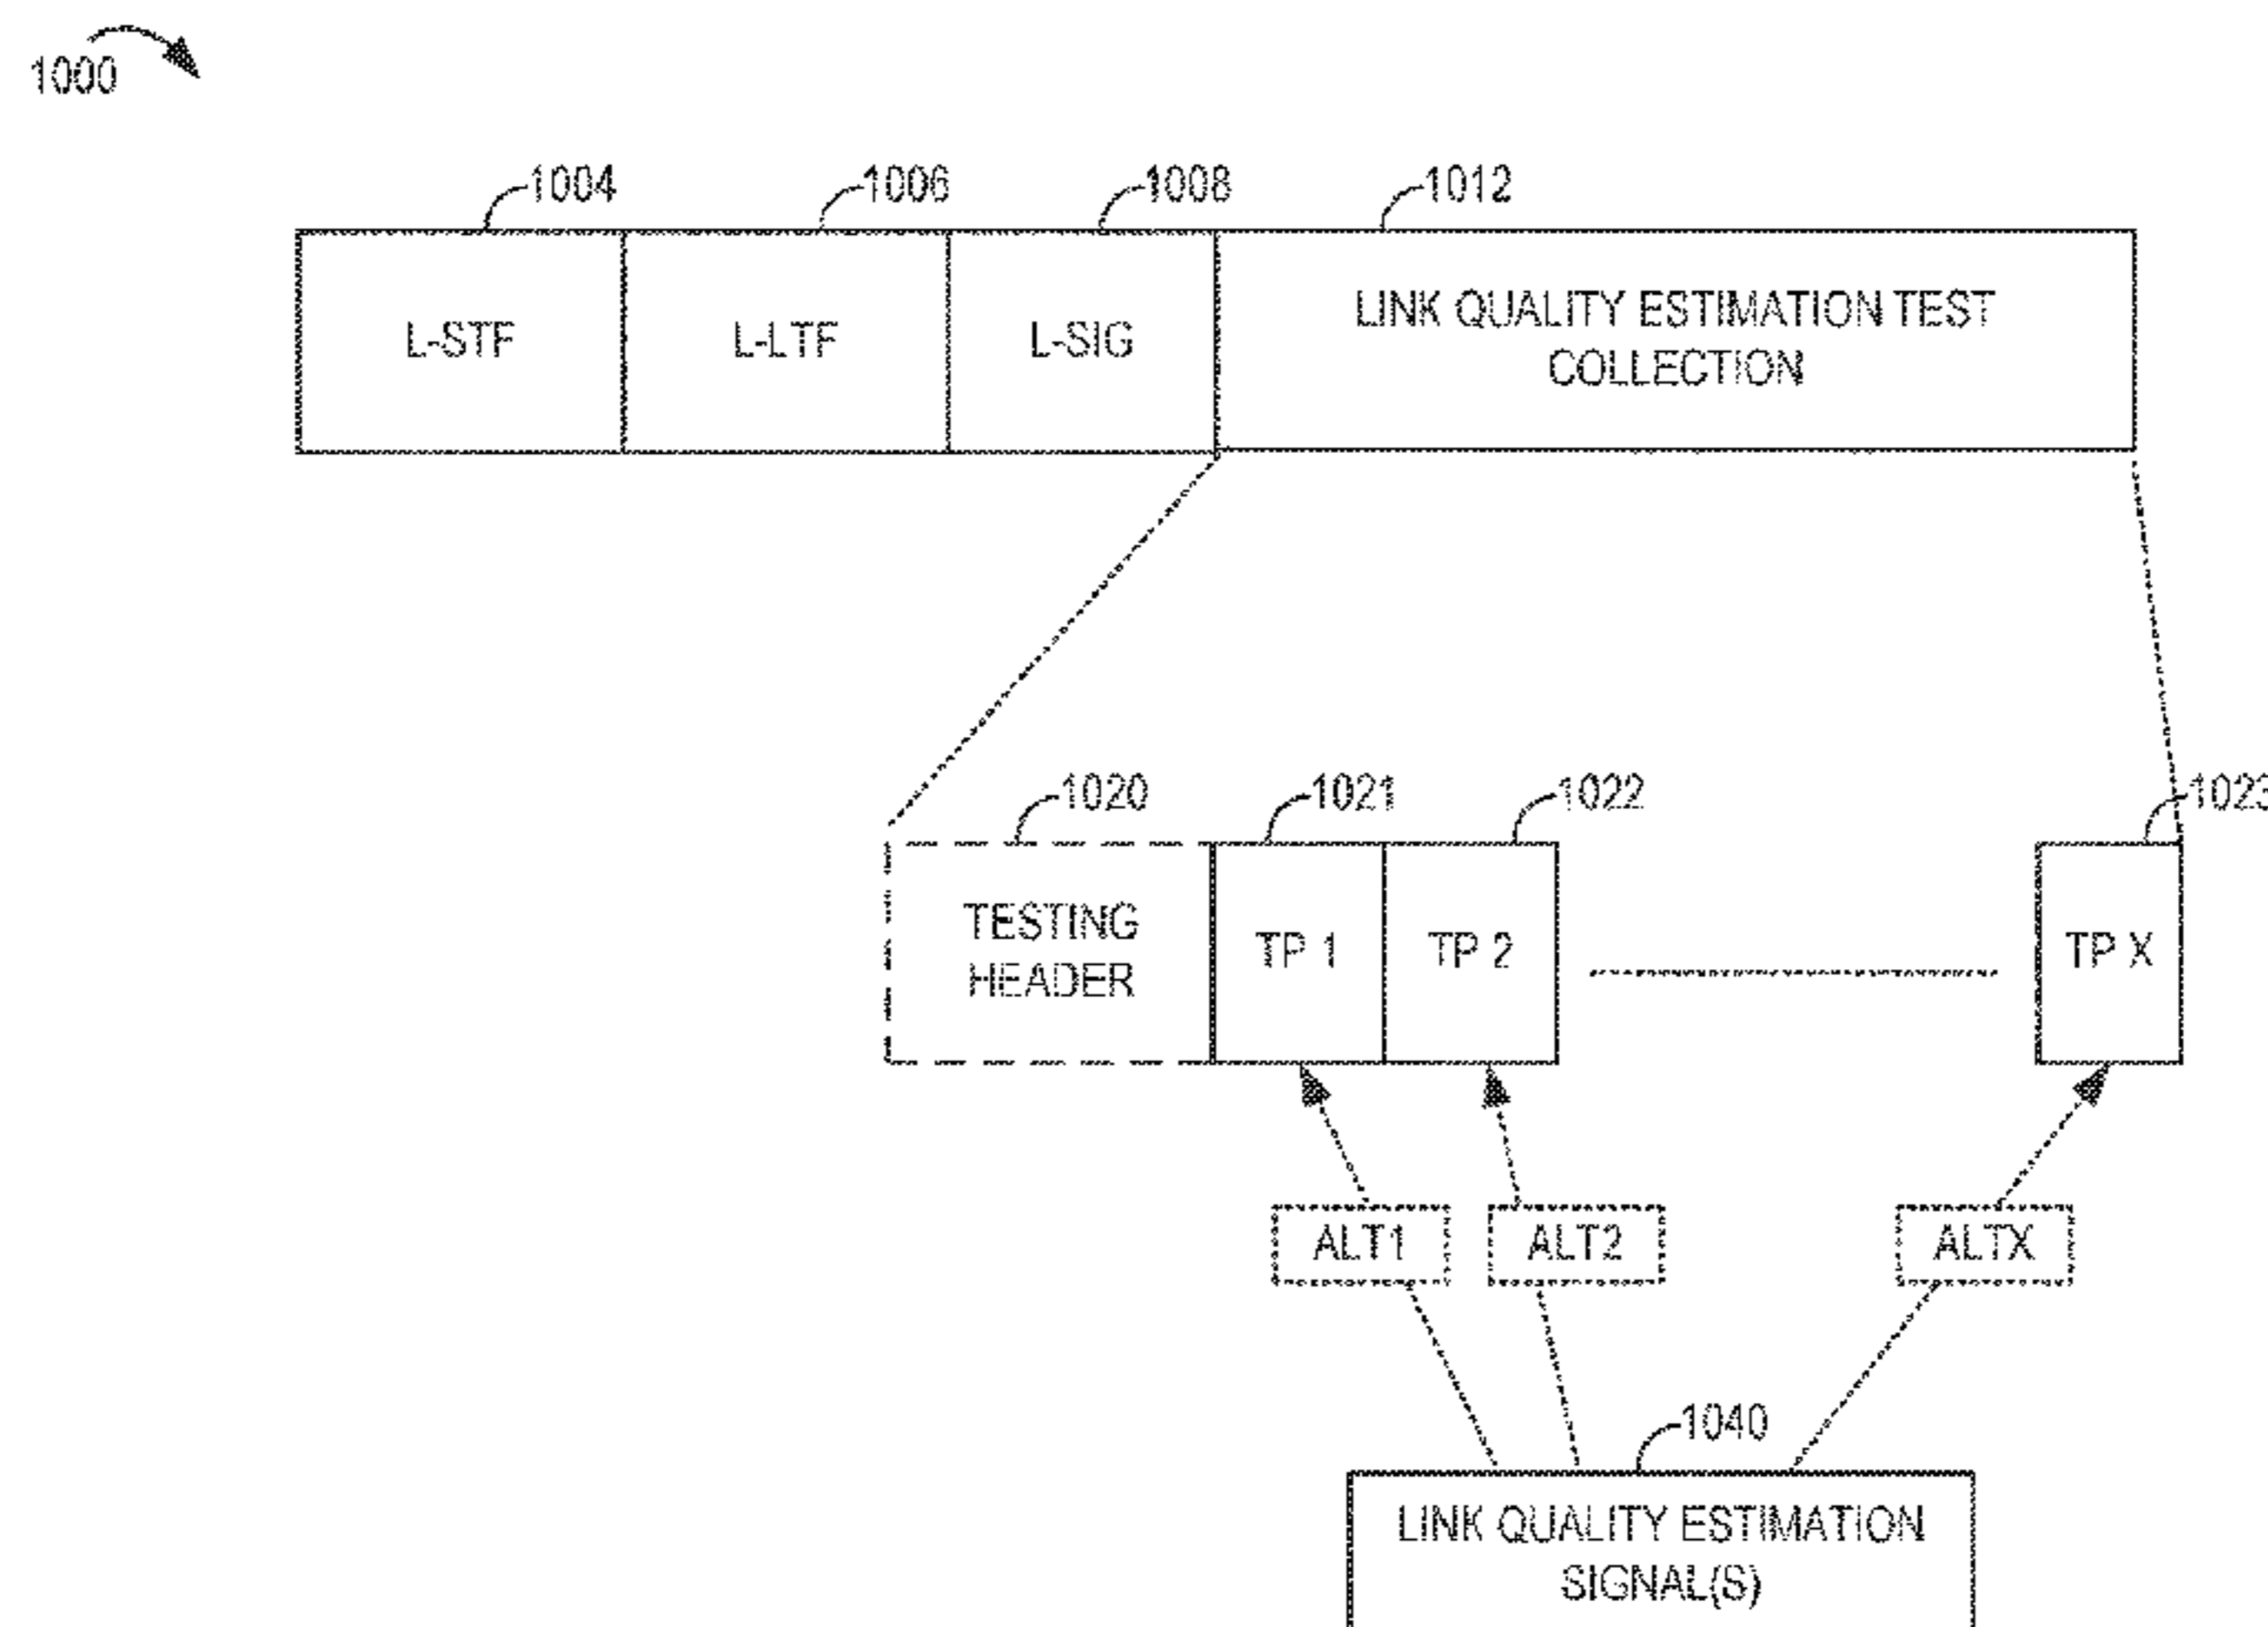 1000
1004
1006
1008
1012
L-STF
L-LTF
L-SIG
LINK QUALITY ESTIMATION TEST
COLLECTION
1020
1021
1022
1023
TESTING
HEADER
TP 1
TP 2
TP X
ALT1
ALT2
ALTX
1040
LINK QUALITY ESTIMATION
SIGNAL(S)